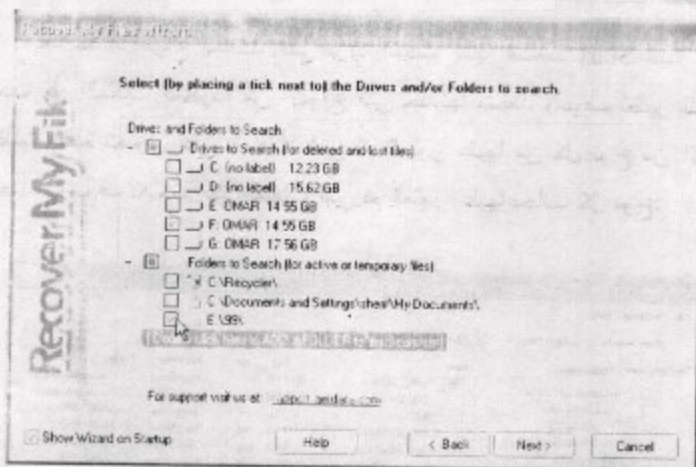 Recover My Files Wizard
Select (by placing a tick next to) the Drives and/or Folders to search.
RecoverMyFile
Drives and Folders to Search
Drives to Search (for deleted and lost files)
C: (no label) 12.23 GB
D: (no label) 15.62 GB
E: OMAR 14.55 GB
F: OMAR 14.55 GB
G: OMAR 17.56 GB
Folders to Search (for active or temporary files)
C:\Recycler\
C:\Documents and Settings\ \My Documents\
E:\99\
For support visit us at:
Show Wizard on Startup
Help
< Back
Next >
Cancel